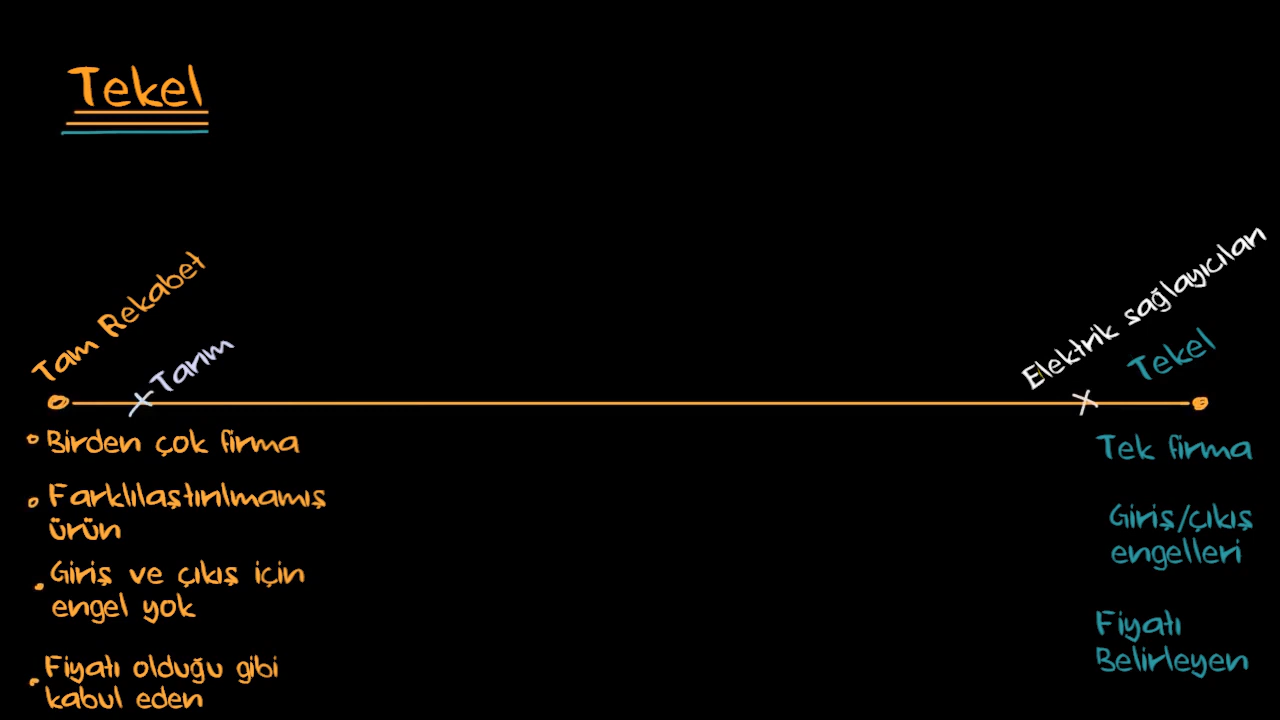 Tekel
Tam Rekabet
Tarım
Elektrik sağlayıcıları
Tekel
Birden çok firma
Farklılaştırılmamış
ürün
Giriş ve çıkış için
engel yok
Fiyatı olduğu gibi
kabul eden
Tek firma
Giriş/çıkış
engelleri
Fiyatı
Belirleyen